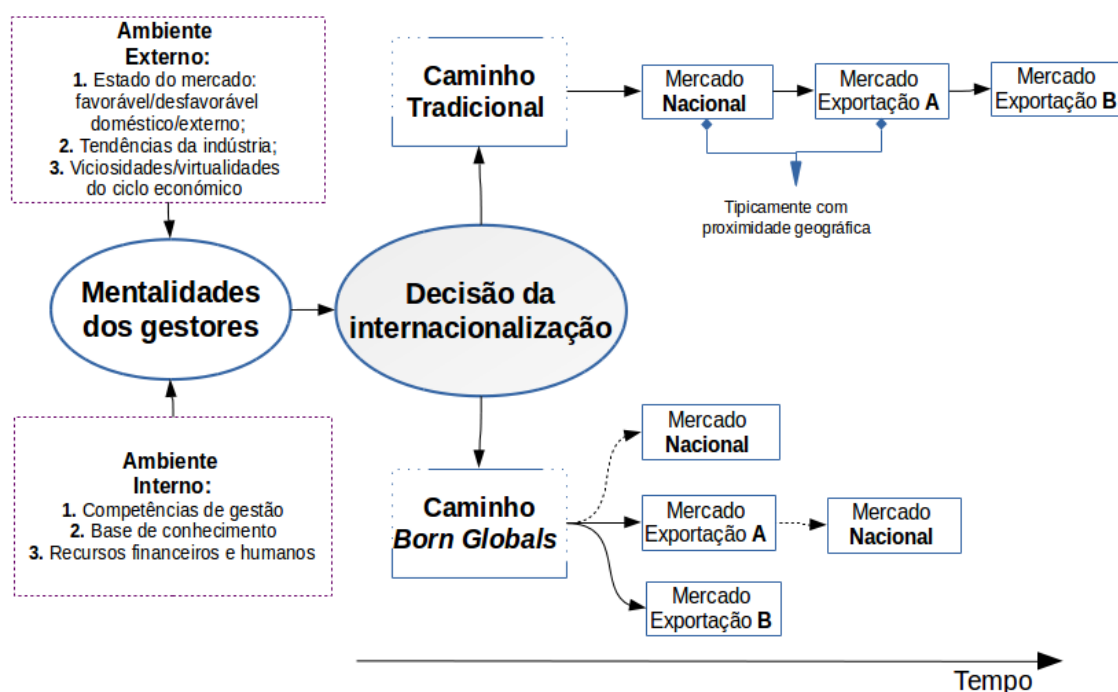 Ambiente
Externo:
1. Estado do mercado:
favorável/desfavorável
doméstico/externo;
2. Tendências da indústria;
3. Viciosidades/virtualidades
do ciclo económico
Mentalidades
dos gestores
Ambiente
Interno:
1. Competências de gestão
2. Base de conhecimento
3. Recursos financeiros e humanos
Decisão da
internacionalização
Caminho
Tradicional
Mercado
Nacional
Mercado
Exportação A
Mercado
Exportação B
Tipicamente com
proximidade geográfica
Caminho
Born Globals
Mercado
Nacional
Mercado
Exportação A
Mercado
Nacional
Mercado
Exportação B
Tempo